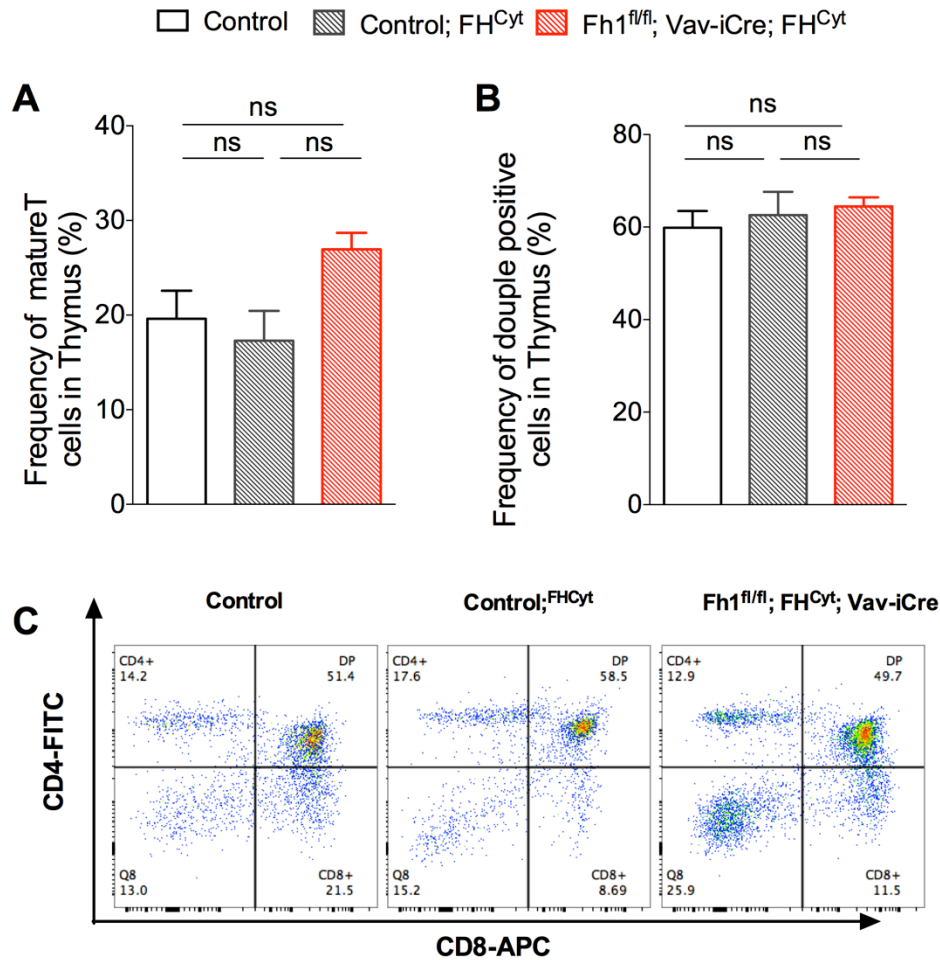 Control Control; FHCyt Fh1fl/fl; Vav-iCre; FHCyt
A
ns
ns ns
40
30
20
10
0
Frequency of matureT
cells in Thymus (%)
B
ns
ns ns
80
60
40
20
0
Frequency of douple positive
cells in Thymus (%)
C
Control
Control;FHCyt
Fh1fl/fl; FHCyt; Vav-iCre
CD4+ DP
14.2 51.4
Q8 CD8+
13.0 21.5
CD4+ DP
17.6 58.5
Q8 CD8+
15.2 8.69
CD4+ DP
12.9 49.7
Q8 CD8+
25.9 11.5
CD4-FITC
CD8-APC